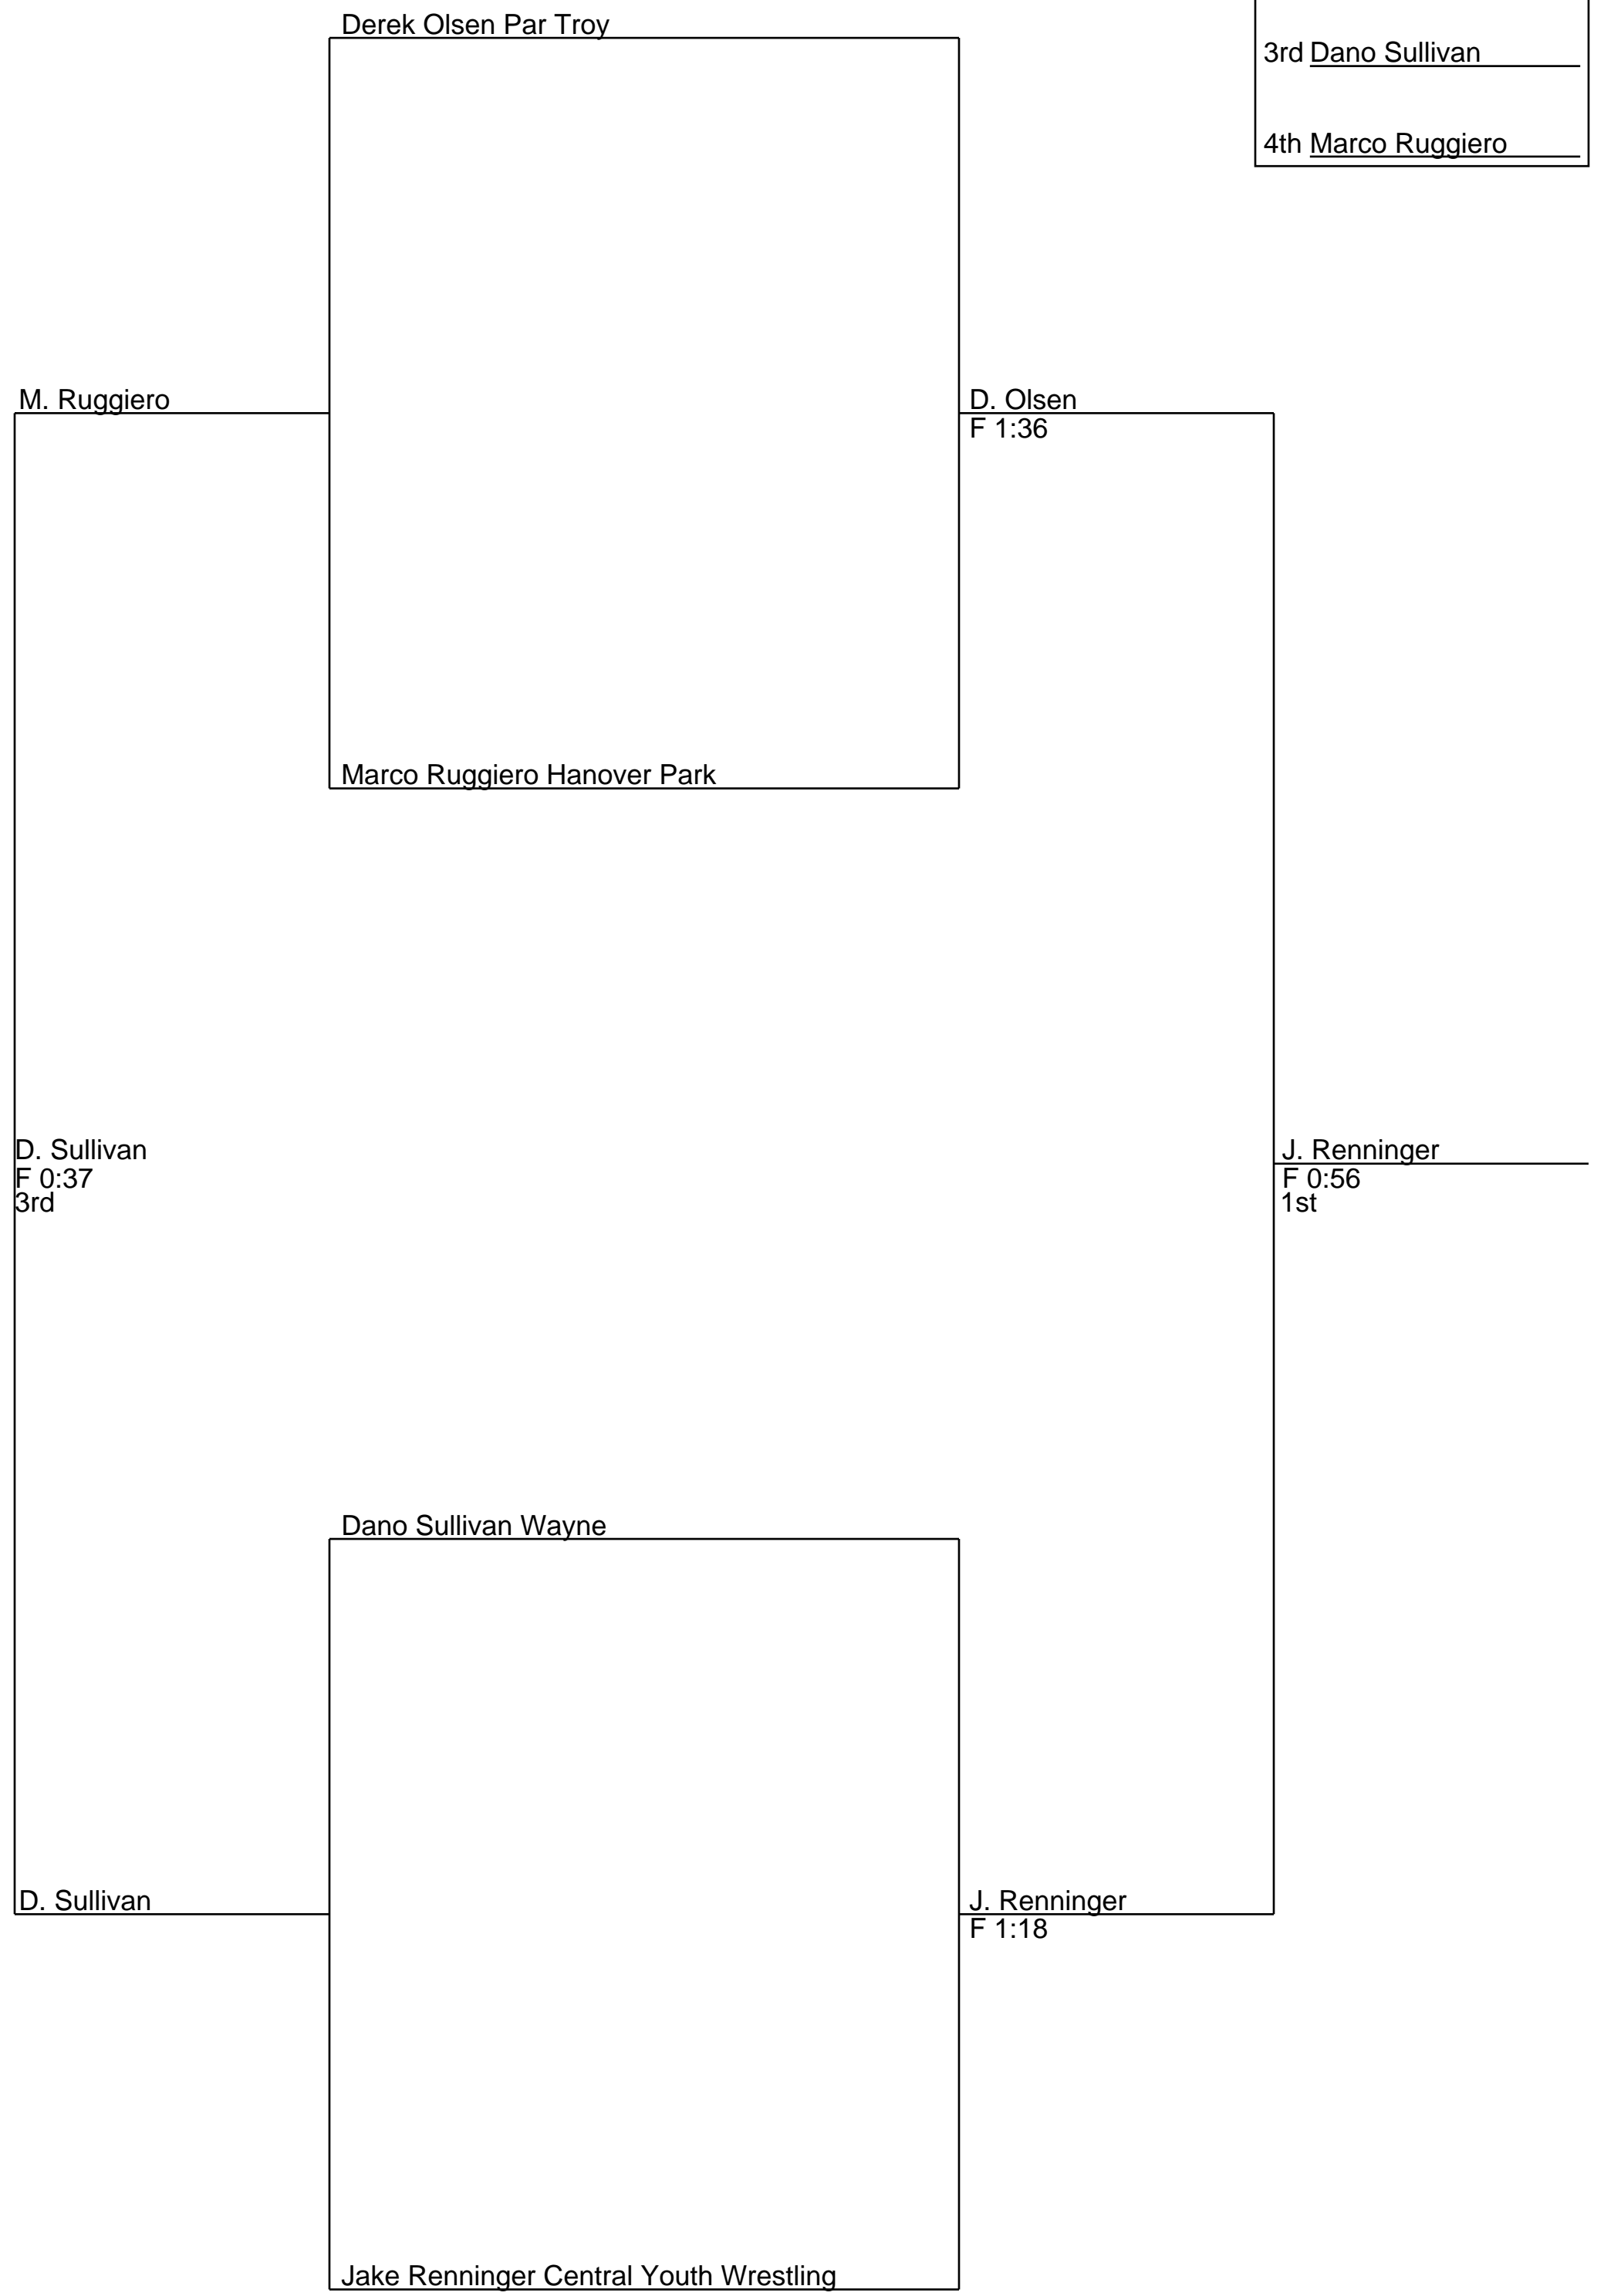 Derek Olsen Par Troy
3rd Dano Sullivan
4th Marco Ruggiero
M. Ruggiero
D. Olsen
F 1:36
Marco Ruggiero Hanover Park
D. Sullivan
F 0:37
3rd
J. Renninger
F 0:56
1st
Dano Sullivan Wayne
D. Sullivan
J. Renninger
F 1:18
Jake Renninger Central Youth Wrestling